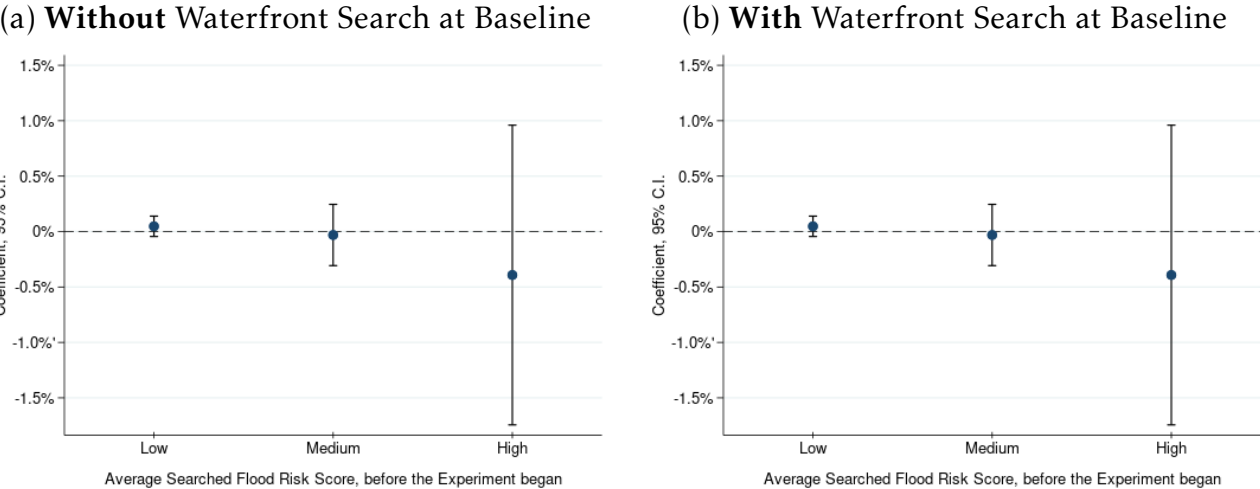 (a) Without Waterfront Search at Baseline
1.5%
1.0%
0.5%
0%
-0.5%
-1.0%'
-1.5%
Coefficient, 95% C.I.
Low
Medium
High
Average Searched Flood Risk Score, before the Experiment began
(b) With Waterfront Search at Baseline
1.5%
1.0%
0.5%
0%
-0.5%
-1.0%'
-1.5%
Coefficient, 95% C.I.
Low
Medium
High
Average Searched Flood Risk Score, before the Experiment began